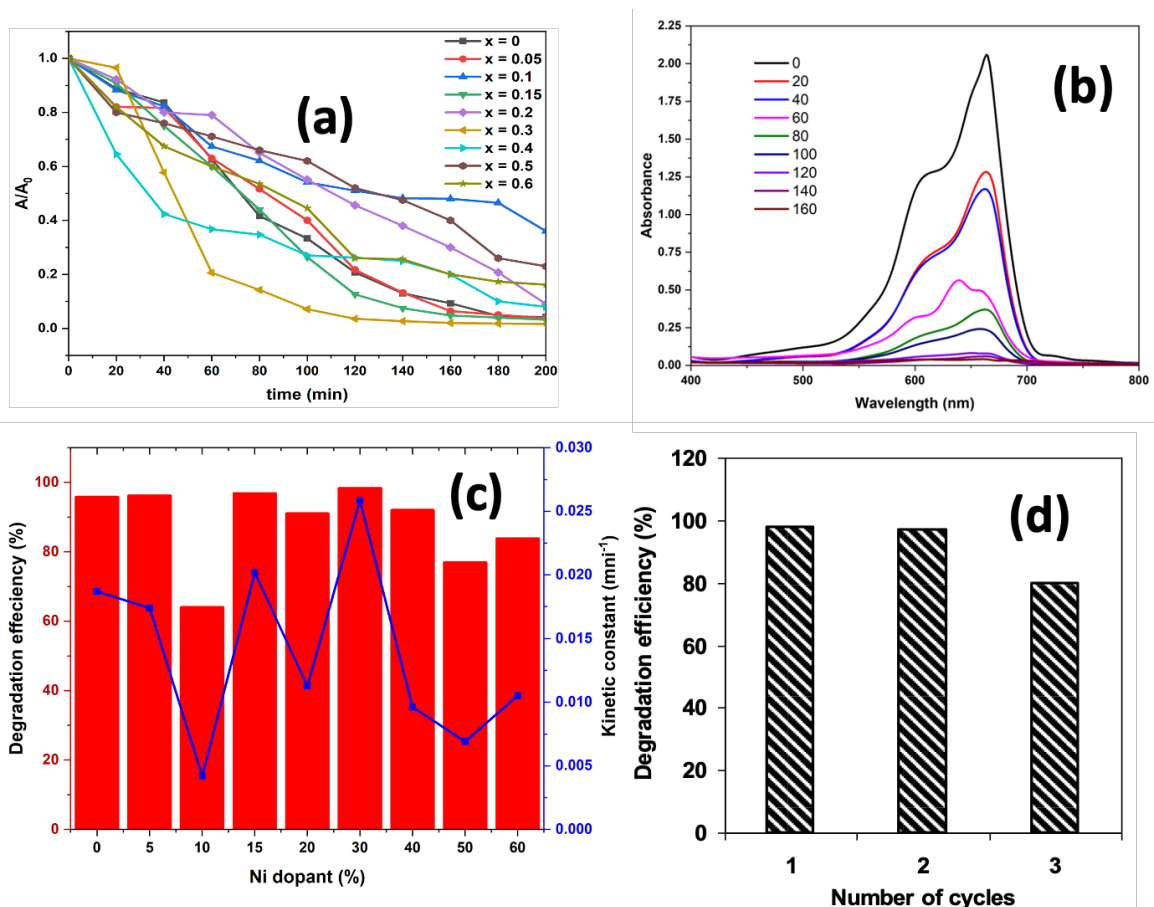 (a)
x = 0
x = 0.05
x = 0.1
x = 0.15
x = 0.2
x = 0.3
x = 0.4
x = 0.5
x = 0.6
A/A0
1.0
0.8
0.6
0.4
0.2
0.0
0 20 40 60 80 100 120 140 160 180 200
time (min)
(b)
0
20
40
60
80
100
120
140
160
Absorbance
2.25
2.00
1.75
1.50
1.25
1.00
0.75
0.50
0.25
0.00
400 500 600 700 800
Wavelength (nm)
(c)
Degradation effeciency (%)
100
80
60
40
20
0
0 5 10 15 20 30 40 50 60
Ni dopant (%)
Kinetic constant (mni-1)
0.030
0.025
0.020
0.015
0.010
0.005
0.000
(d)
Degradation efficiency (%)
120
100
80
60
40
20
0
1 2 3
Number of cycles